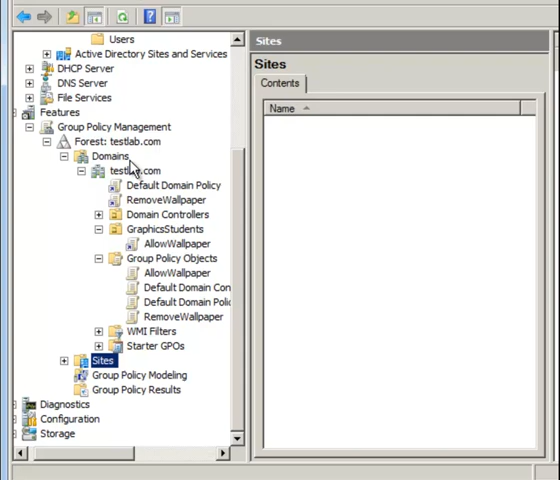 Users
Active Directory Sites and Services
DHCP Server
DNS Server
File Services
Features
Group Policy Management
Forest: testlab.com
Domains
.com
Default Domain Policy
RemoveWallpaper
Domain Controllers
GraphicsStudents
AllowWallpaper
Group Policy Objects
AllowWallpaper
Default Domain Con
Default Domain Polic
RemoveWallpaper
WMI Filters
Starter GPOs
Sites
Group Policy Modeling
Group Policy Results
Diagnostics
Configuration
Storage
Sites
Sites
Contents
Name